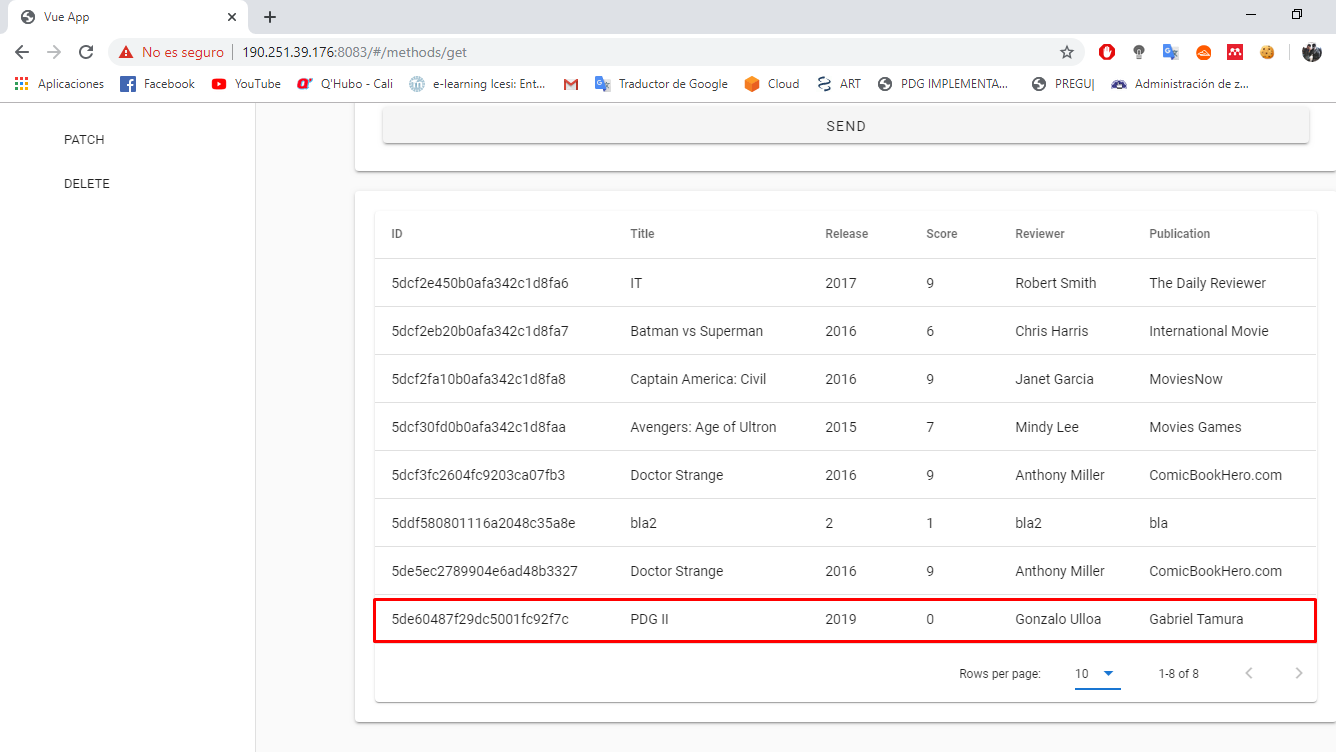 Vue App
No es seguro 190.251.39.176:8083/#/methods/get
Aplicaciones Facebook YouTube Q'Hubo - Cali e-learning Icesi: Ent... Traductor de Google Cloud ART PDG IMPLEMENTA... PREGU| Administración de z...
PATCH
DELETE
SEND
ID Title Release Score Reviewer Publication
5dcf2e450b0afa342c1d8fa6 IT 2017 9 Robert Smith The Daily Reviewer
5dcf2eb20b0afa342c1d8fa7 Batman vs Superman 2016 6 Chris Harris International Movie
5dcf2fa10b0afa342c1d8fa8 Captain America: Civil 2016 9 Janet Garcia MoviesNow
5dcf30fd0b0afa342c1d8faa Avengers: Age of Ultron 2015 7 Mindy Lee Movies Games
5dcf3fc2604fc9203ca07fb3 Doctor Strange 2016 9 Anthony Miller ComicBookHero.com
5ddf580801116a2048c35a8e bla2 2 1 bla2 bla
5de5ec2789904e6ad48b3327 Doctor Strange 2016 9 Anthony Miller ComicBookHero.com
5de60487f29dc5001fc92f7c PDG II 2019 0 Gonzalo Ulloa Gabriel Tamura
Rows per page: 10 1-8 of 8